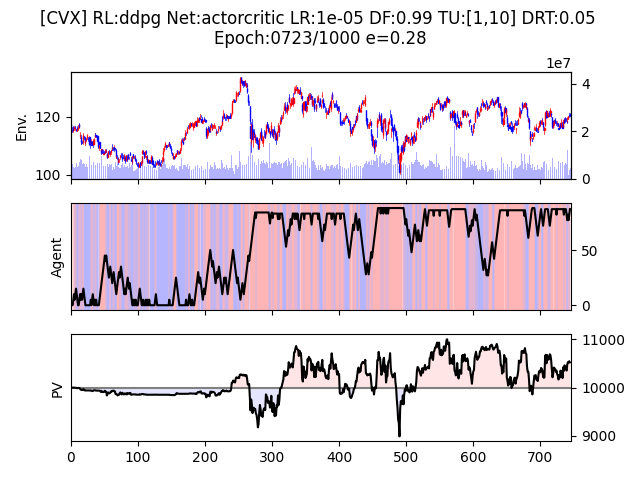 [CVX] RL:ddpg Net:actorcritic LR:1e-05 DF:0.99 TU:[1,10] DRT:0.05
Epoch:0723/1000 e=0.28
1e7
Env.
120
100
4
2
0
Agent
50
0
PV
11000
10000
9000
0 100 200 300 400 500 600 700